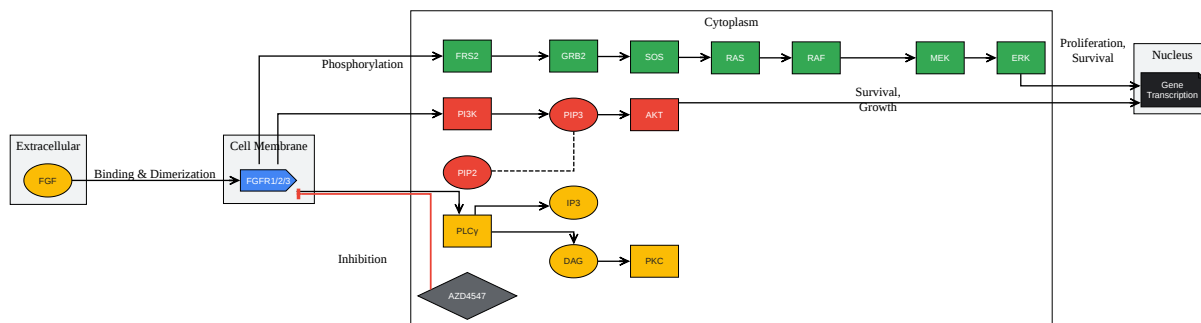 Cytoplasm
Proliferation,
Survival
Nucleus
FRS2
GRB2
SOS
RAS
RAF
MEK
ERK
Phosphorylation
Gene
Transcription
Survival,
Growth
PI3K
PIP3
AKT
Extracellular
Cell Membrane
FGF
Binding & Dimerization
FGFR1/2/3
PIP2
IP3
PLCγ
DAG
PKC
Inhibition
AZD4547